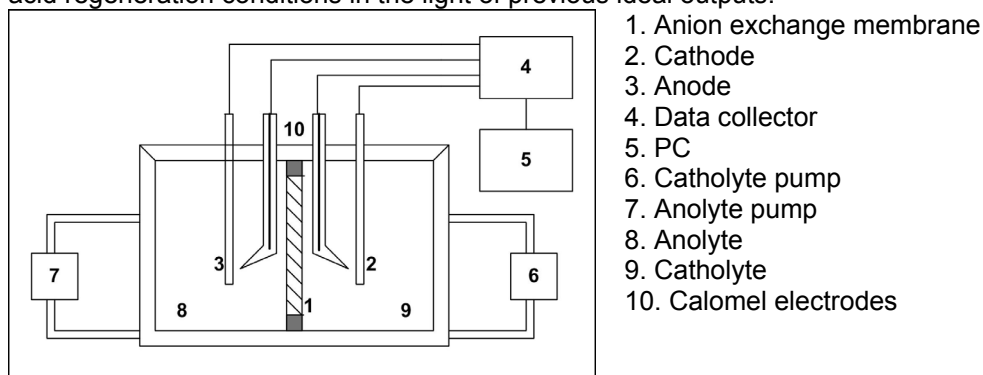 acid regeneration conditions in the light of previous ideal outputs.
1. Anion exchange membrane
2. Cathode
3. Anode
4. Data collector
5. PC
6. Catholyte pump
7. Anolyte pump
8. Anolyte
9. Catholyte
10. Calomel electrodes
4
10
5
3
2
7
6
8
1
9